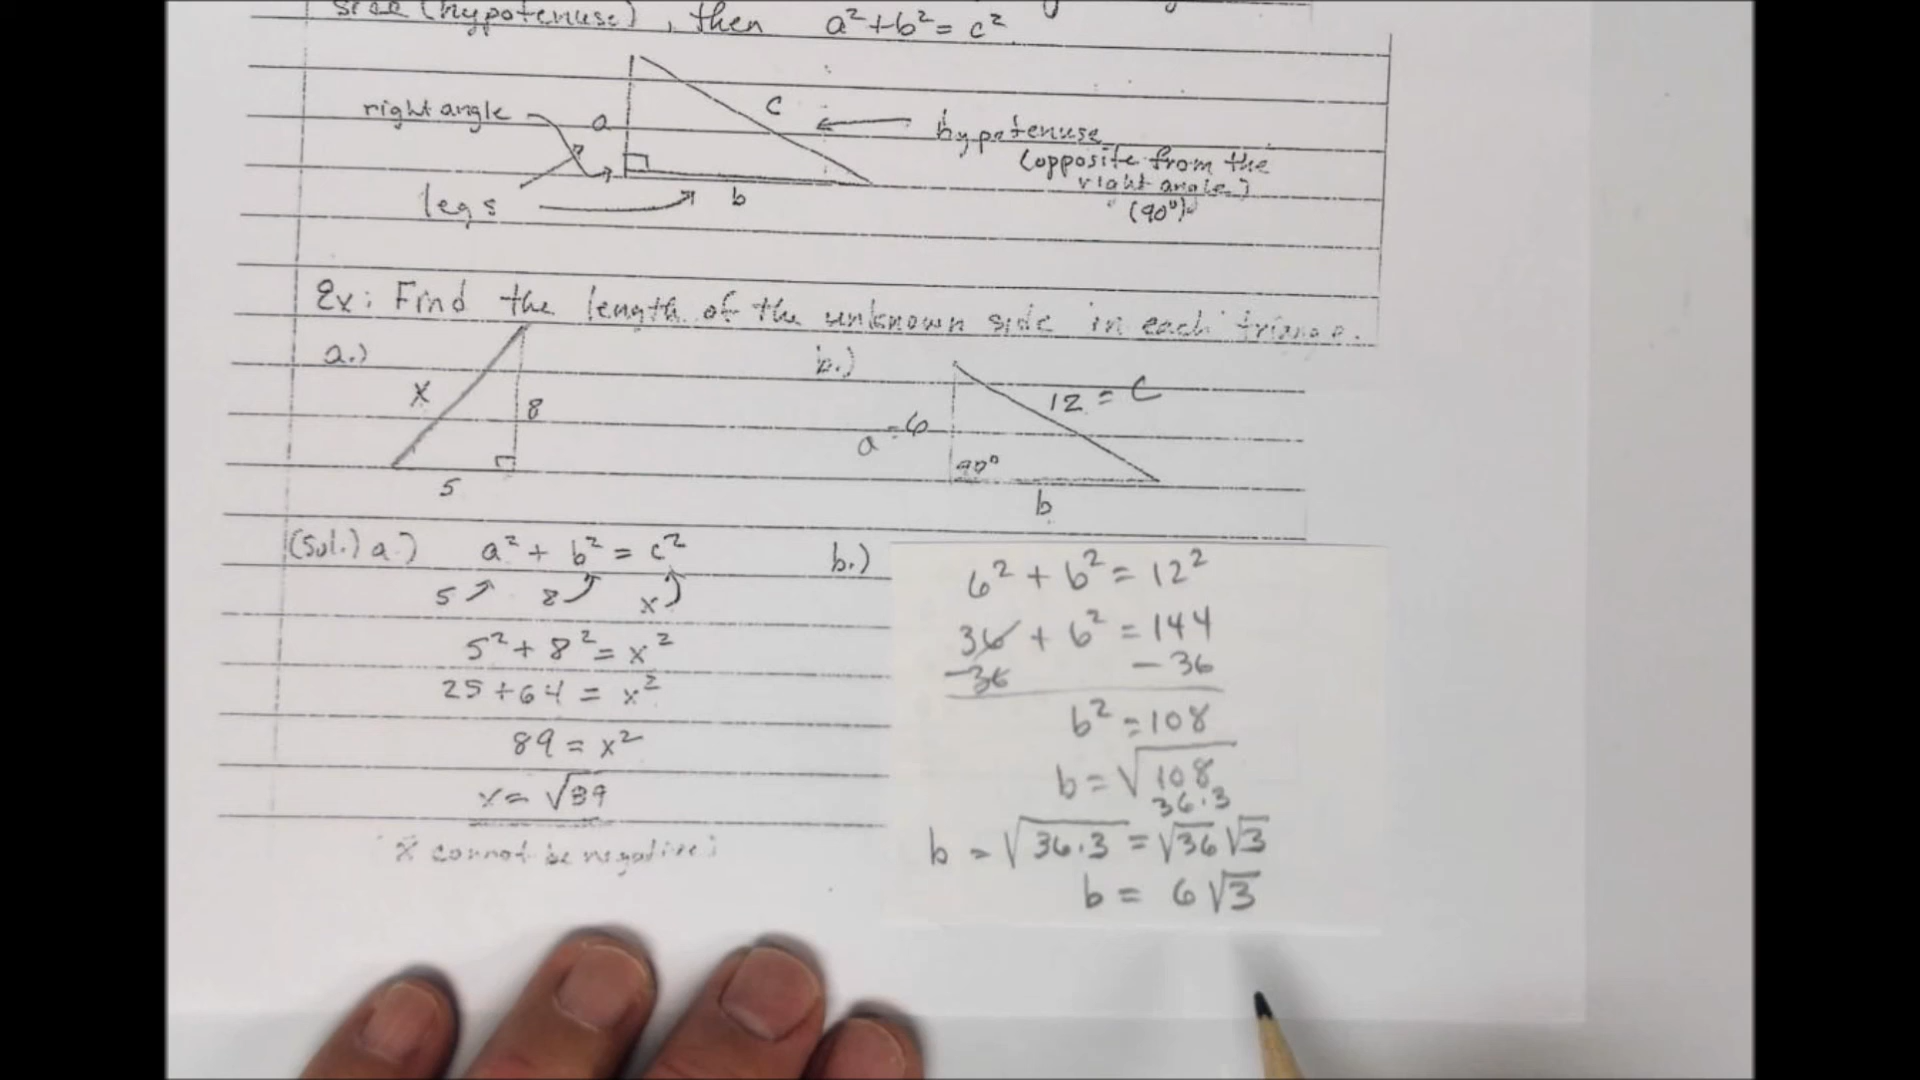 side (hypotenuse), then a² + b² = c²
right angle
a
c
hypotenuse
(opposite from the
right angle)
(90°)
legs
b
Ex: Find the length of the unknown side in each triange.
a.)
x
8
5
b.)
12 = C
a = 6
90°
b
(Sol.) a.) a² + b² = c²
5 8 x
5² + 8² = x²
25 + 64 = x²
89 = x²
x = √89
(x cannot be negative)
b.)
6² + b² = 12²
36 + b² = 144
-36 -36
b² = 108
b = √108
36·3
b = √36·3 = √36 √3
b = 6√3